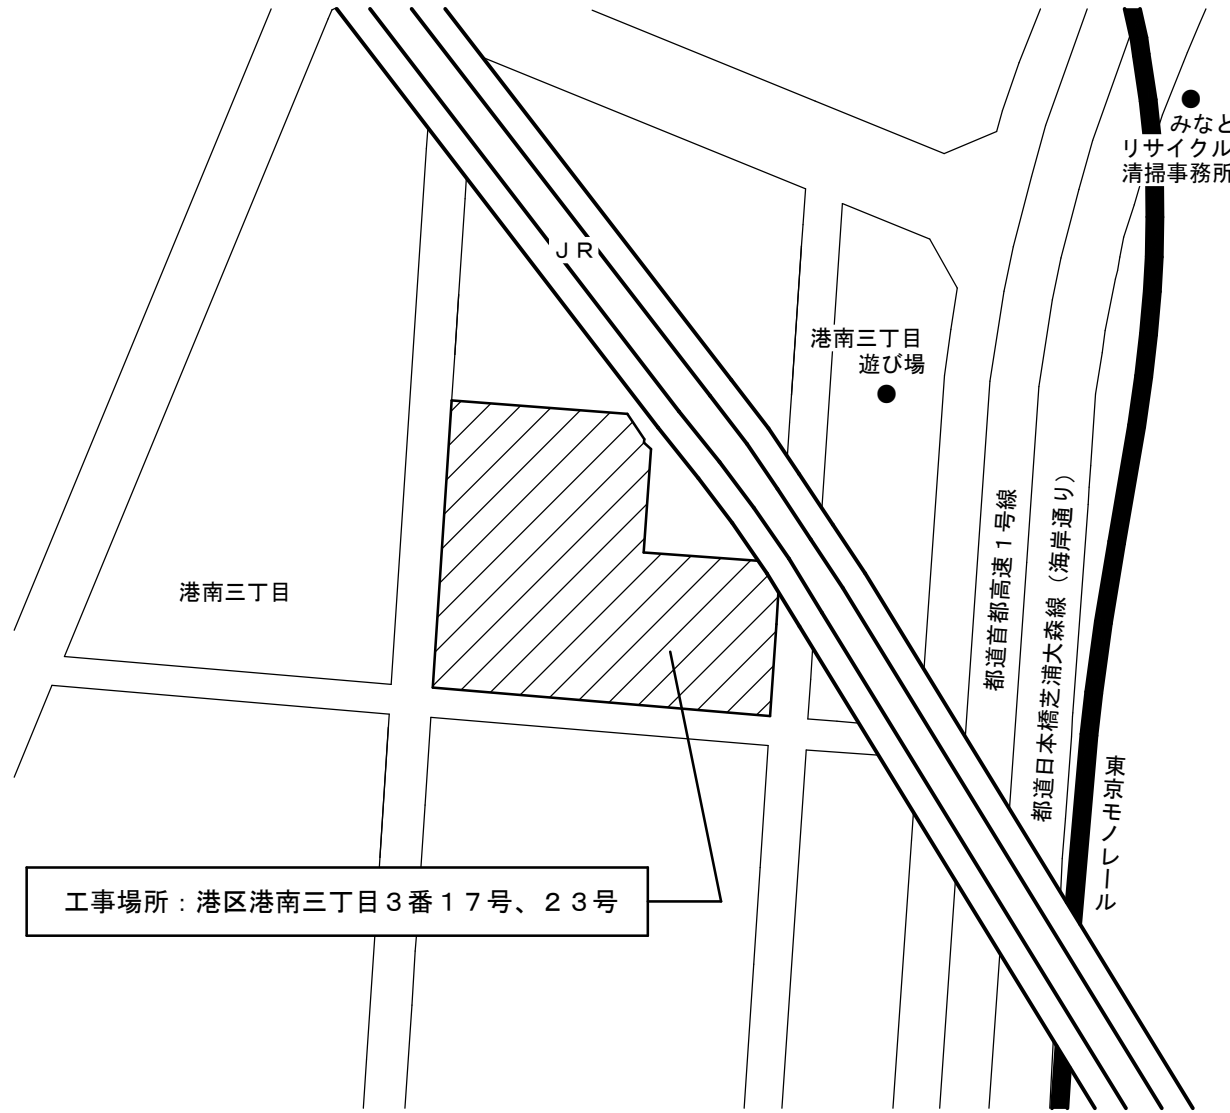 みなと
リサイクル
清掃事務所
ＪＲ
港南三丁目
遊び場
都道首都高速１号線
都道日本橋芝浦大森線（海岸通り）
港南三丁目
東京モノレール
工事場所：港区港南三丁目３番１７号、２３号